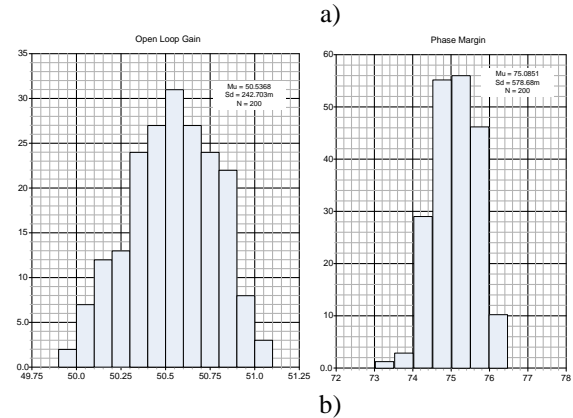 a)
Open Loop Gain
Mu = 50.5368
Sd = 242.703m
N = 200
35
30
25
20
15
10
5.0
0.0
49.75 50.0 50.25 50.5 50.75 51.0 51.25
Phase Margin
Mu = 75.0851
Sd = 578.68m
N = 200
60
50
40
30
20
10
0.0
72 73 74 75 76 77 78
b)